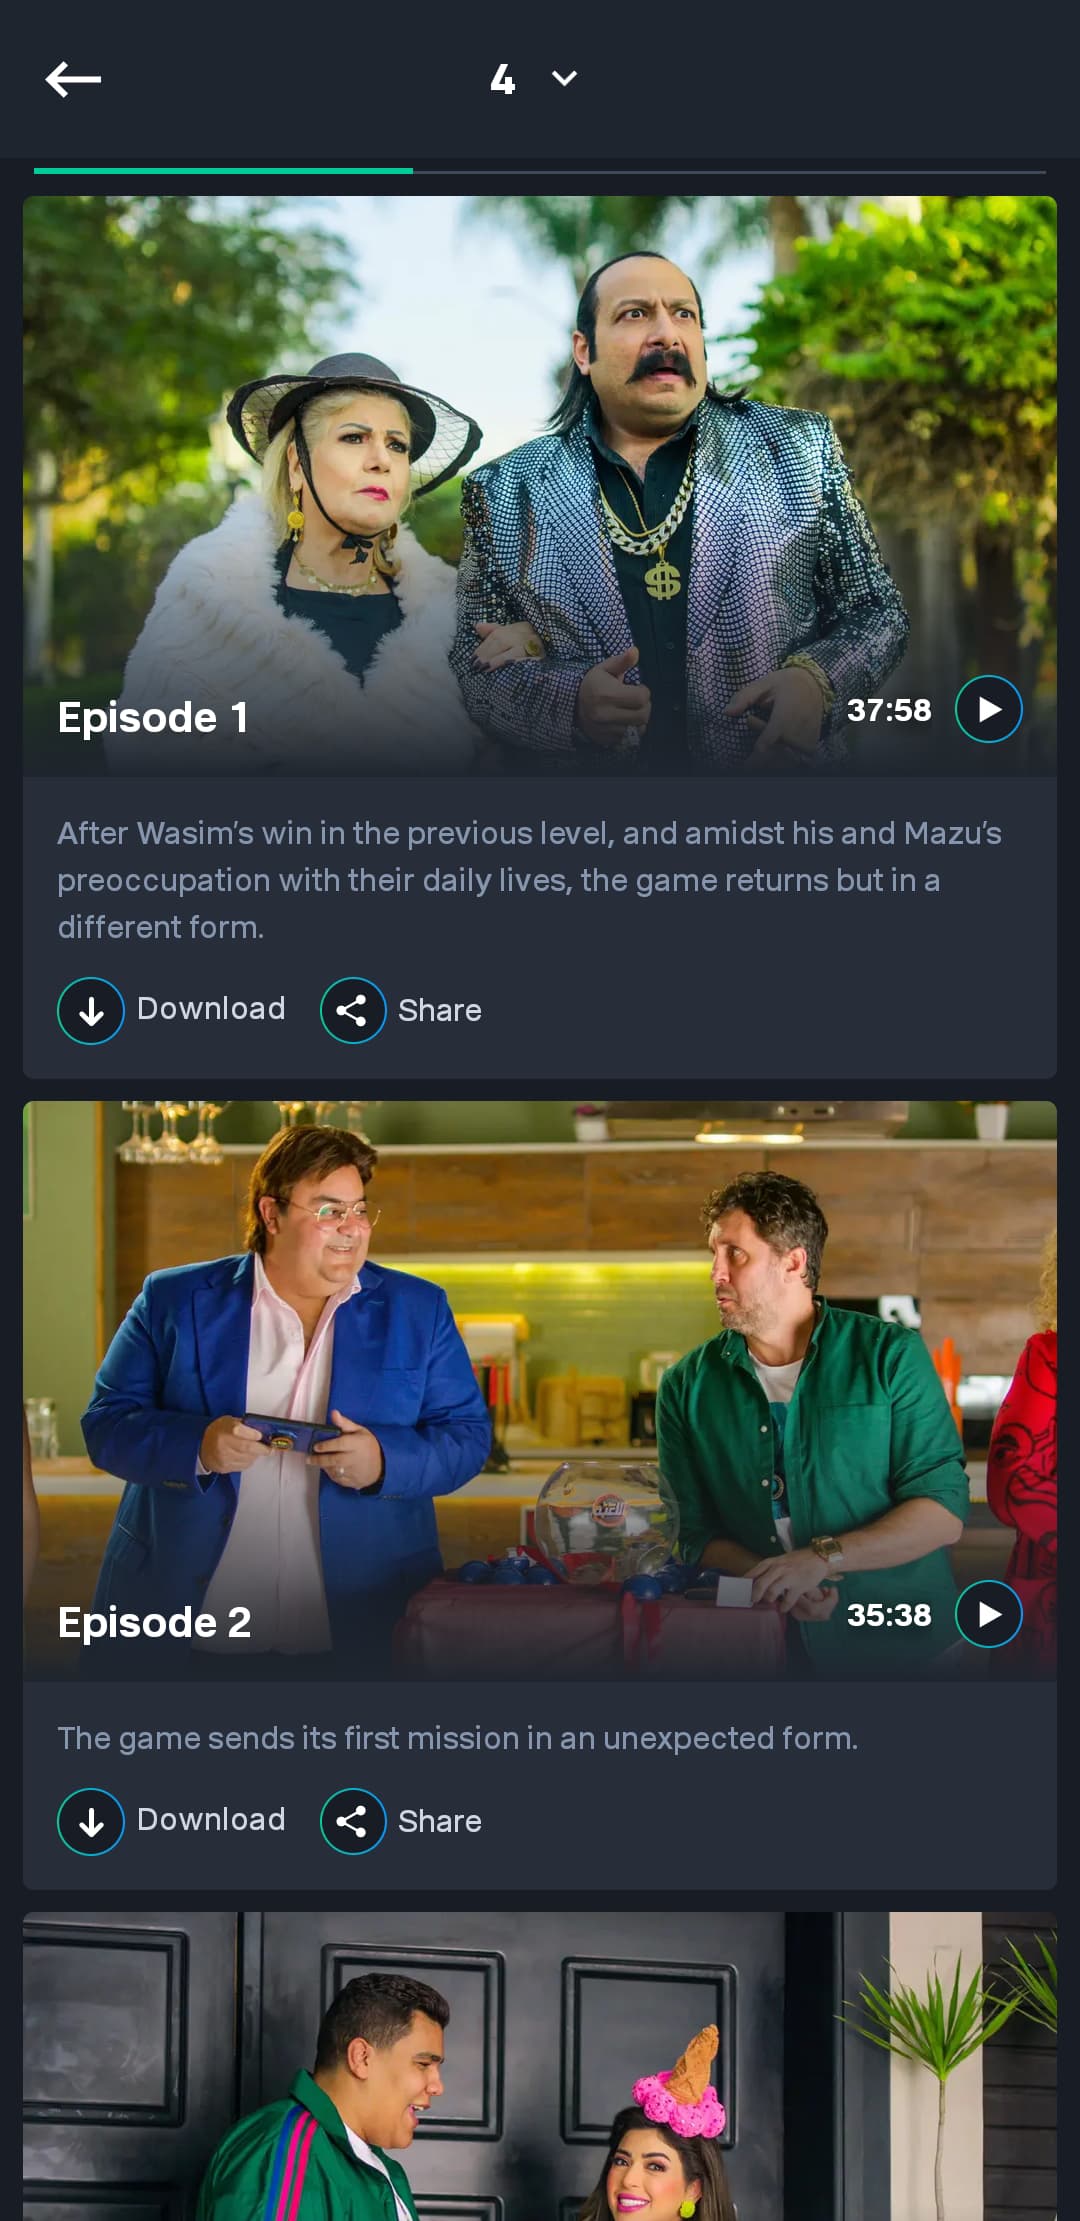 4
Episode 1
37:58
After Wasim’s win in the previous level, and amidst his and Mazu’s
preoccupation with their daily lives, the game returns but in a
different form.
Download
Share
اللعبة
Episode 2
35:38
The game sends its first mission in an unexpected form.
Download
Share